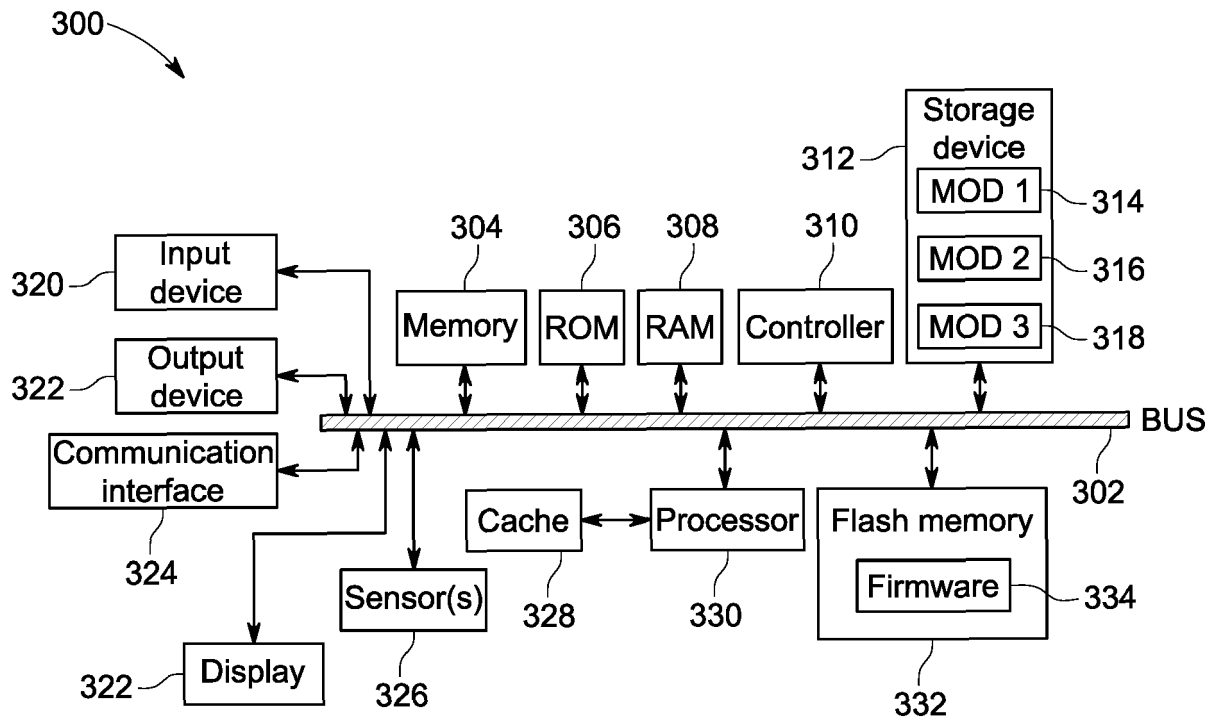 300
Storage
device
312
MOD 1
314
MOD 2
316
MOD 3
318
304
306
308
310
Input
device
320
Memory
ROM
RAM
Controller
Output
device
322
BUS
302
Communication
interface
324
Cache
328
Processor
330
Flash memory
Firmware
334
332
Sensor(s)
326
Display
322